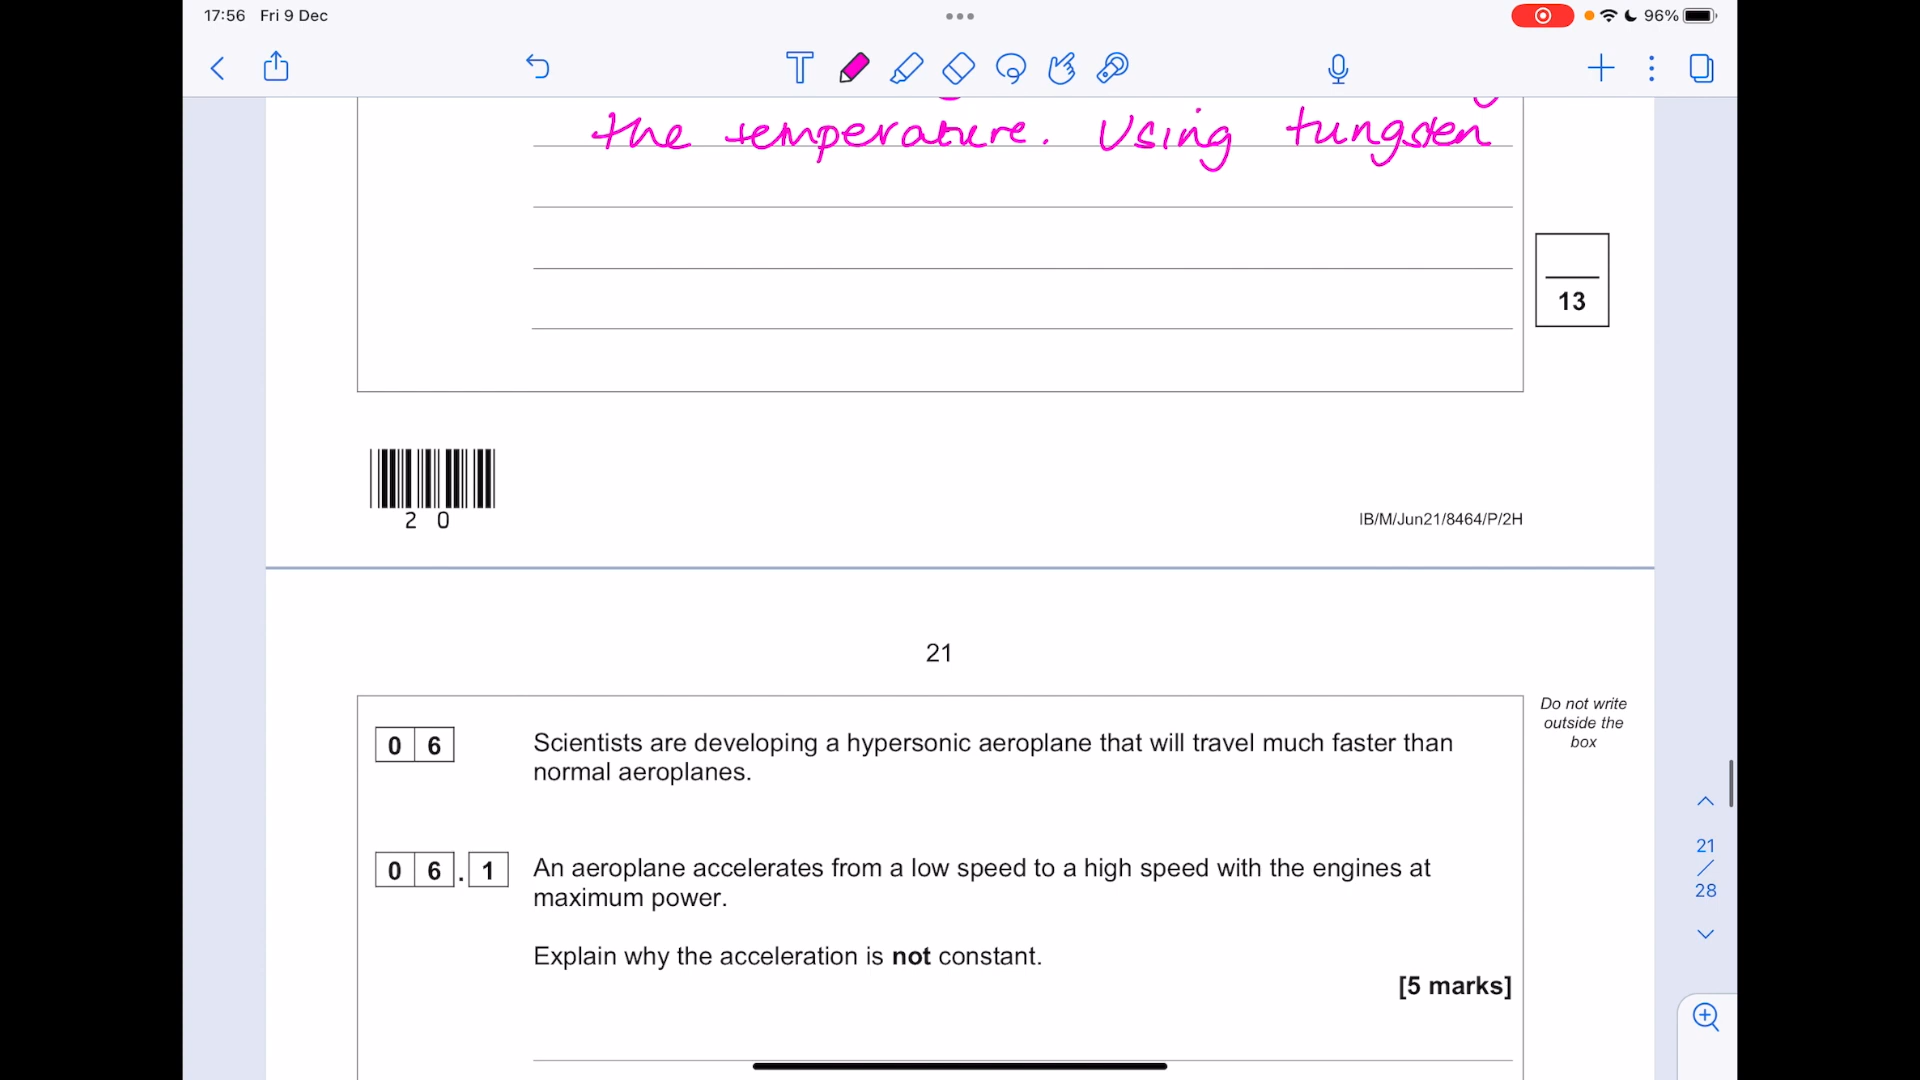 17:56 Fri 9 Dec
96%
the temperature. Using tungsten
13
2 0
IB/M/Jun21/8464/P/2H
21
Do not write
outside the
box
0 6 Scientists are developing a hypersonic aeroplane that will travel much faster than
normal aeroplanes.
0 6 . 1 An aeroplane accelerates from a low speed to a high speed with the engines at
maximum power.
21
/
28
Explain why the acceleration is not constant.
[5 marks]